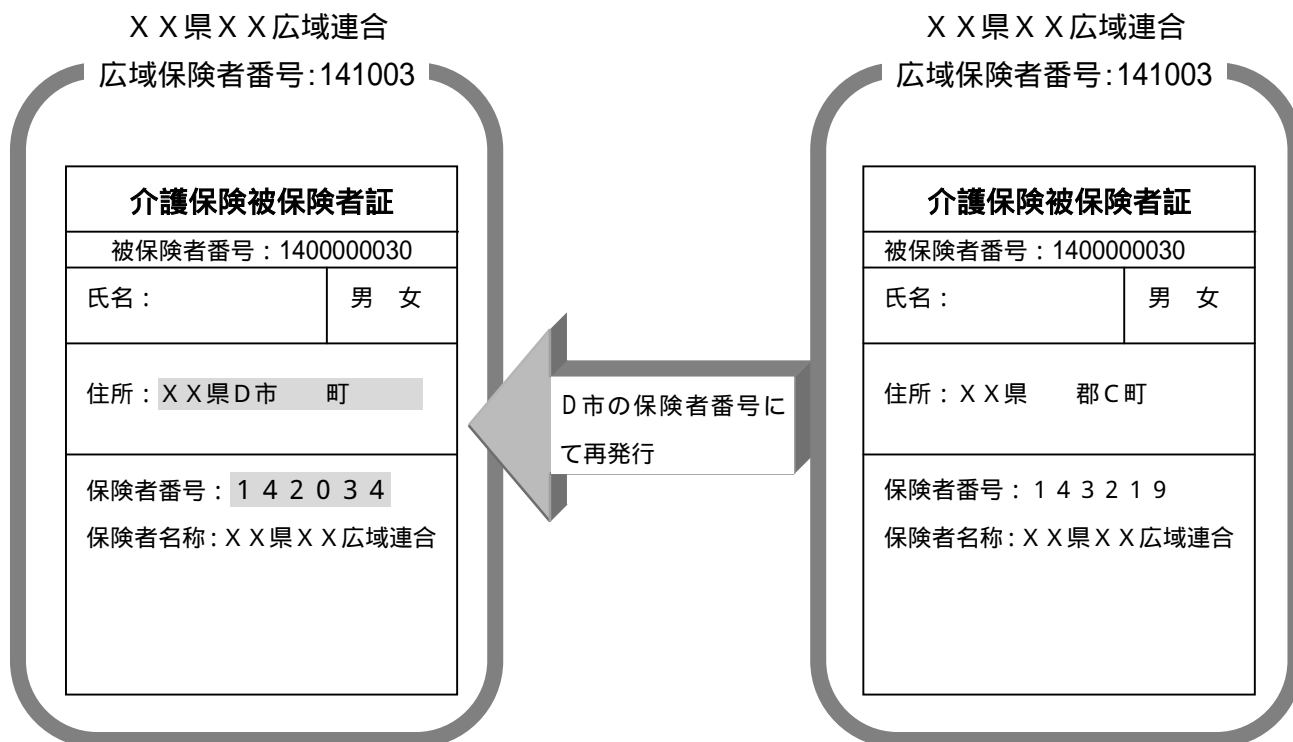 ＸＸ県ＸＸ広域連合
広域保険者番号:141003
介護保険被保険者証
被保険者番号：1400000030
氏名：
男　女
住所：ＸＸ県Ｄ市　　町
保険者番号：１４２０３４
保険者名称：ＸＸ県ＸＸ広域連合
Ｄ市の保険者番号に
て再発行
ＸＸ県ＸＸ広域連合
広域保険者番号:141003
介護保険被保険者証
被保険者番号：1400000030
氏名：
男　女
住所：ＸＸ県　　郡Ｃ町
保険者番号：１４３２１９
保険者名称：ＸＸ県ＸＸ広域連合